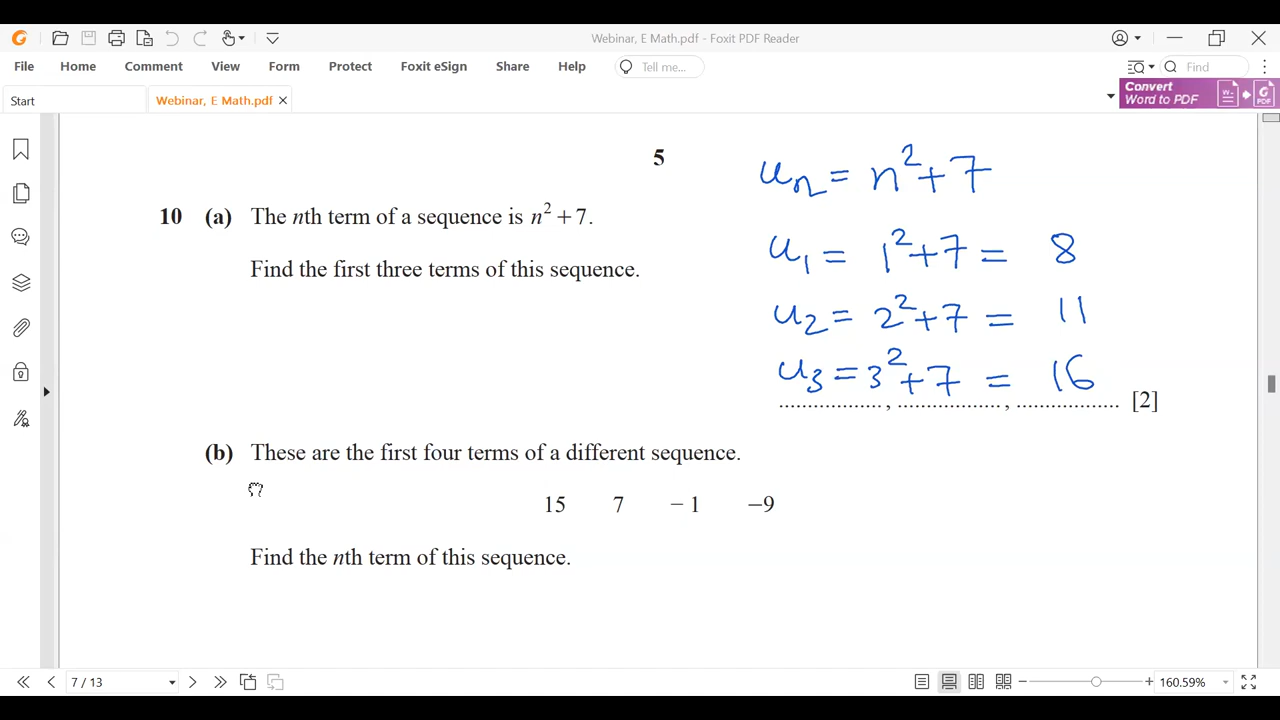 Webinar, E Math.pdf - Foxit PDF Reader
File Home Comment View Form Protect Foxit eSign Share Help Tell me... Find
Start Webinar, E Math.pdf Convert Word to PDF
5
uₙ = n² + 7
10 (a) The nth term of a sequence is n² + 7.
u₁ = 1² + 7 = 8
Find the first three terms of this sequence.
u₂ = 2² + 7 = 11
u₃ = 3² + 7 = 16
.................. , .................. , .................. [2]
(b) These are the first four terms of a different sequence.
15 7 − 1 −9
Find the nth term of this sequence.
7 / 13 160.59%